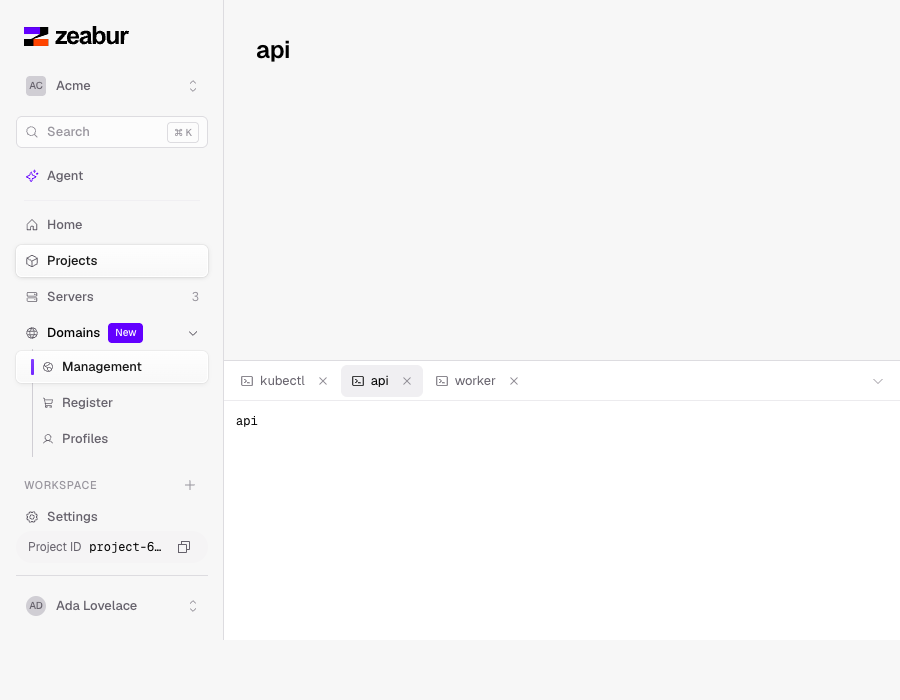 zeabur
AC Acme
Search ⌘ K
Agent
Home
Projects
Servers 3
Domains New
Management
Register
Profiles
WORKSPACE
Settings
Project ID project-6…
AD Ada Lovelace
api
kubectl api worker
api